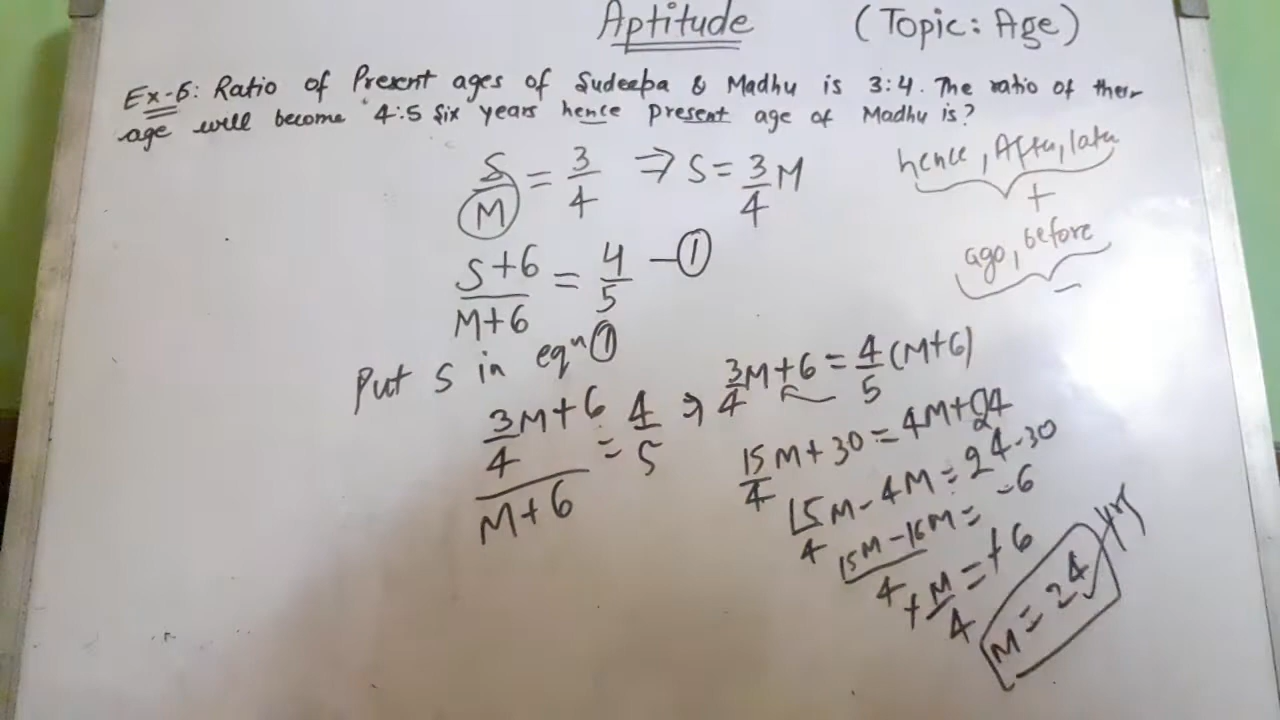 Aptitude (Topic: Age)
Ex-6: Ratio of Present ages of Sudeepa & Madhu is 3:4. The ratio of their
age will become 4:5 Six years hence present age of Madhu is?
hence, After, later
+
ago, before
−
S/M = 3/4 ⇒ S = 3/4 M
S+6/M+6 = 4/5 —①
Put S in eqⁿ ①
3/4 M+6/M+6 = 4/5 ⇒ 3/4 M+6 = 4/5 (M+6)
15/4 M+30 = 4M+24
15/4 M-4M = 24-30
15M-16M/4 = -6
+M/4 = +6
M = 24 yrs